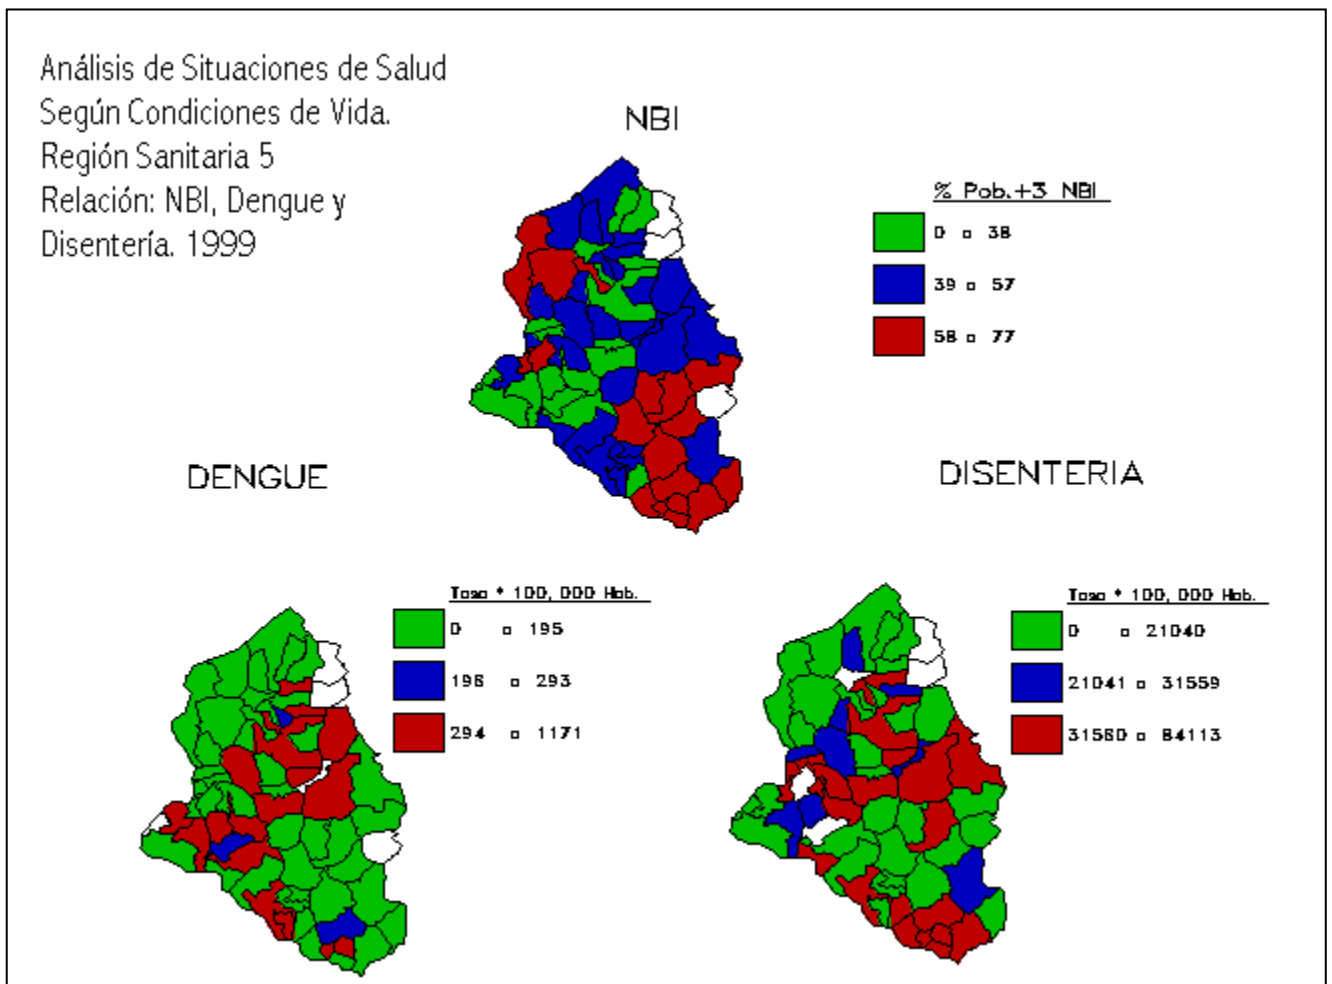 Análisis de Situaciones de Salud
Según Condiciones de Vida.
Región Sanitaria 5
Relación: NBI, Dengue y
Disentería. 1999
NBI
% Pob.+3 NBI
0 a 38
39 a 57
58 a 77
DENGUE
Tasa * 100, 000 Hab.
0 a 195
196 a 293
294 a 1171
DISENTERIA
Tasa * 100, 000 Hab.
0 a 21040
21041 a 31559
31560 a 84113